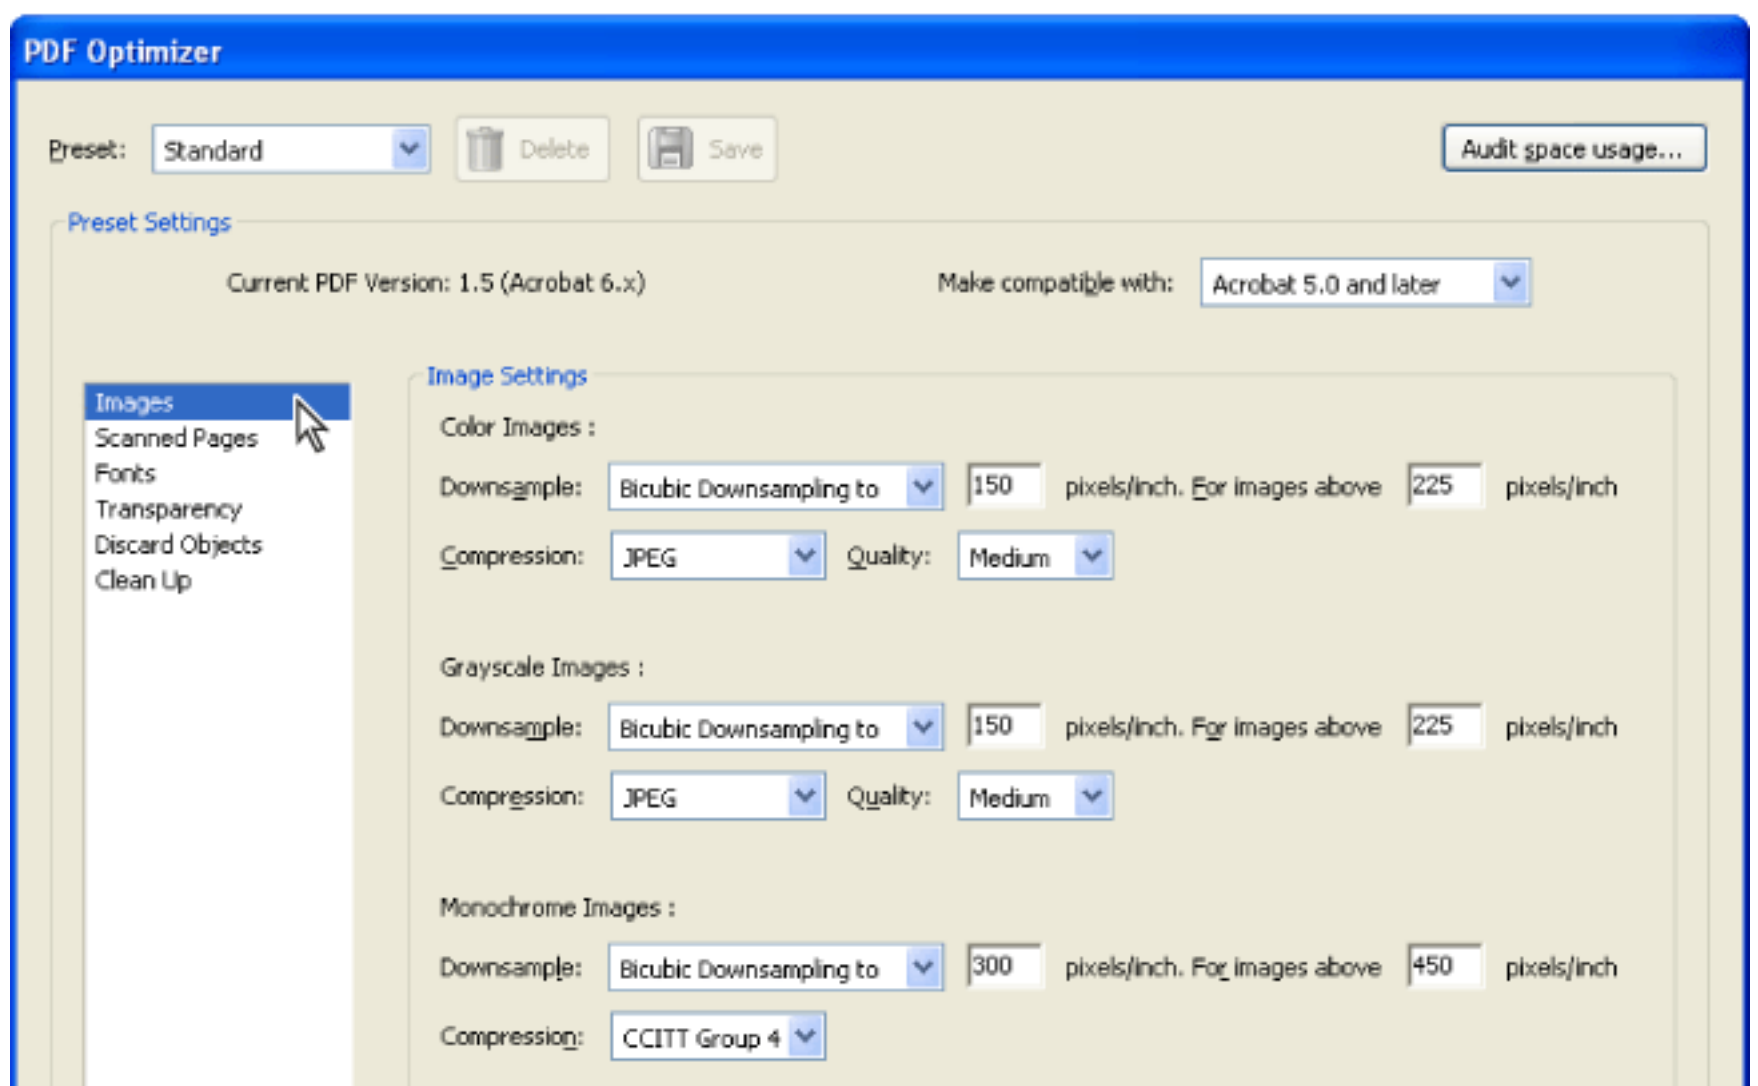 PDF Optimizer
Preset: Standard Delete Save Audit space usage...
Preset Settings
Current PDF Version: 1.5 (Acrobat 6.x) Make compatible with: Acrobat 5.0 and later
Images
Scanned Pages
Fonts
Transparency
Discard Objects
Clean Up
Image Settings
Color Images :
Downsample: Bicubic Downsampling to 150 pixels/inch. For images above 225 pixels/inch
Compression: JPEG Quality: Medium
Grayscale Images :
Downsample: Bicubic Downsampling to 150 pixels/inch. For images above 225 pixels/inch
Compression: JPEG Quality: Medium
Monochrome Images :
Downsample: Bicubic Downsampling to 300 pixels/inch. For images above 450 pixels/inch
Compression: CCITT Group 4